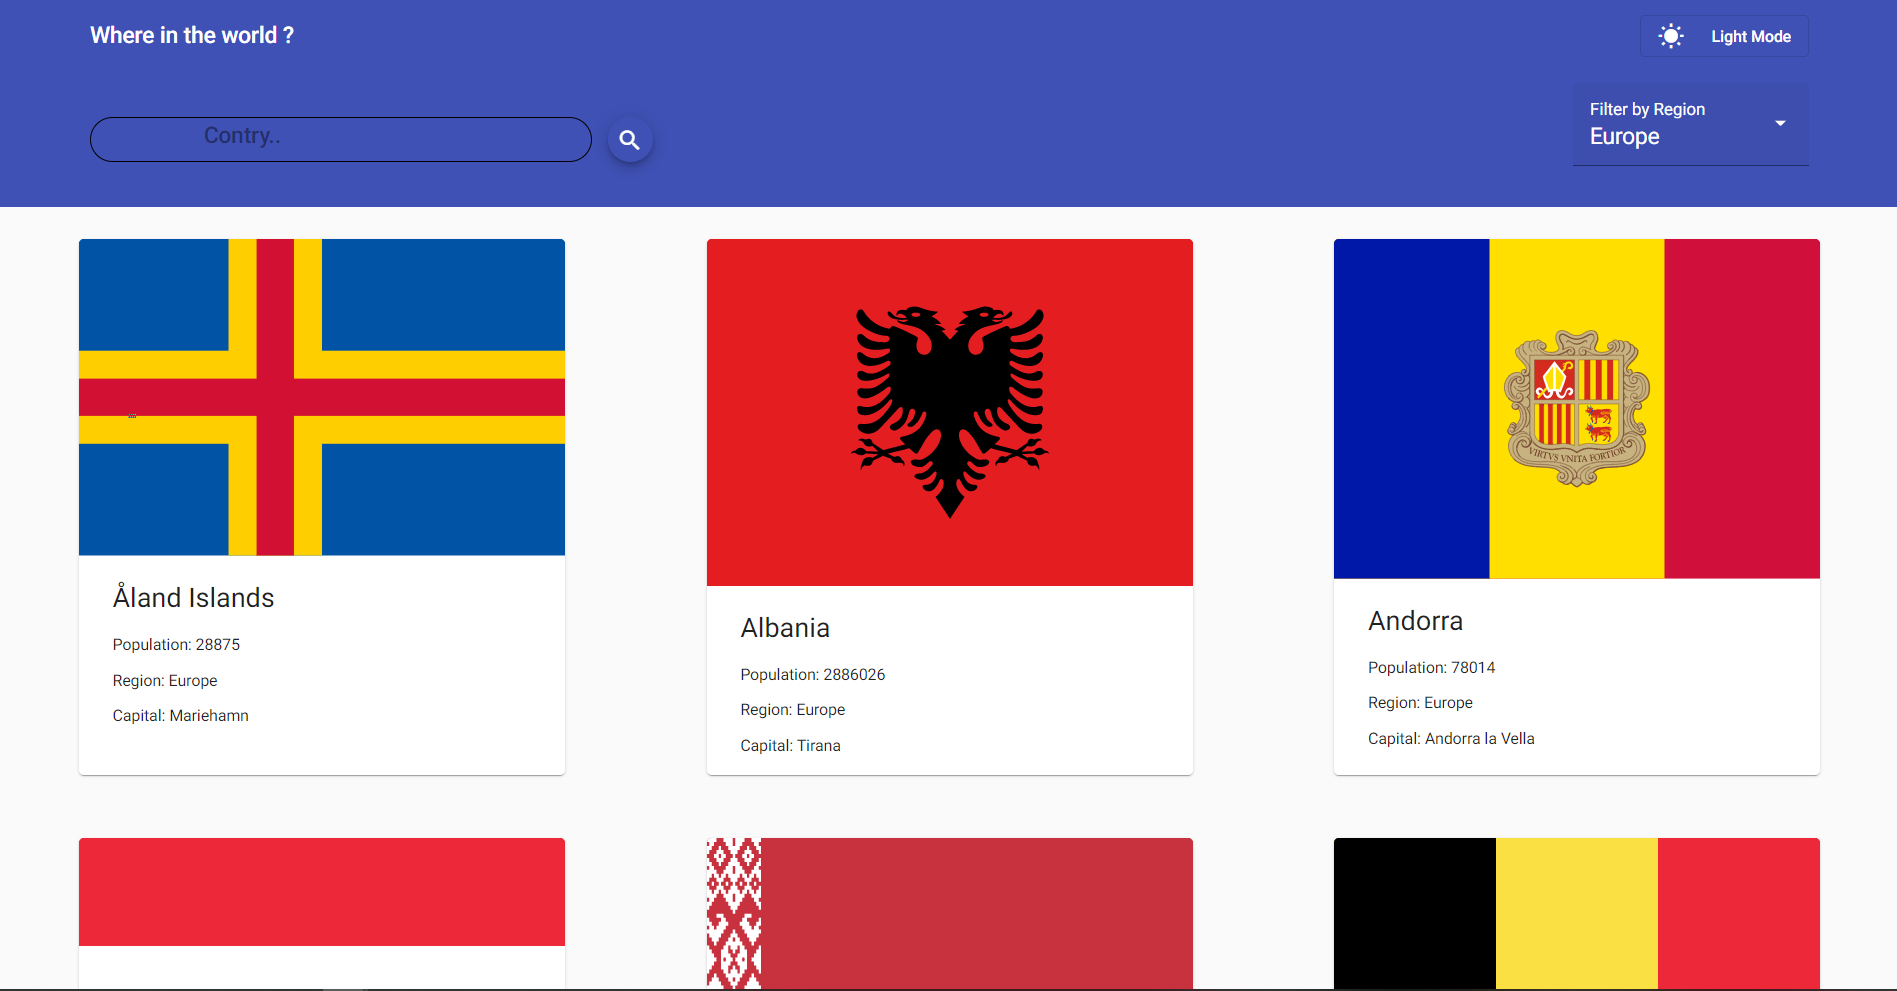 Where in the world ?
Light Mode
Contry..
Filter by Region
Europe
VIRTVS VNITA FORTIOR
Åland Islands
Population: 28875
Region: Europe
Capital: Mariehamn
Albania
Population: 2886026
Region: Europe
Capital: Tirana
Andorra
Population: 78014
Region: Europe
Capital: Andorra la Vella